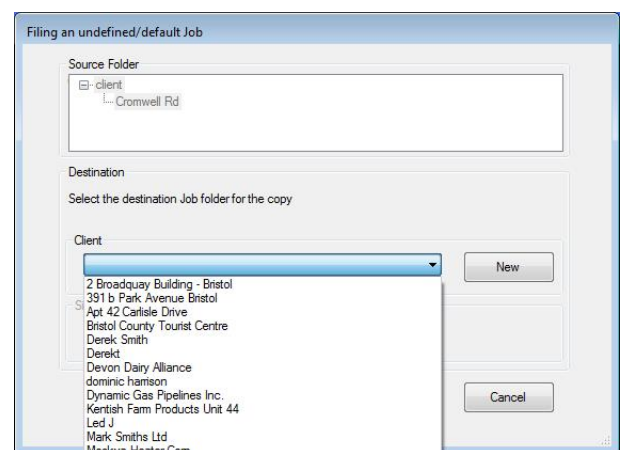 Filing an undefined/default Job
Source Folder
client
Cromwell Rd
Destination
Select the destination Job folder for the copy
Client
New
2 Broadquay Building - Bristol
391 b Park Avenue Bristol
Apt 42 Carlisle Drive
Bristol County Tourist Centre
Derek Smith
Derekt
Devon Dairy Alliance
dominic harrison
Dynamic Gas Pipelines Inc.
Kentish Farm Products Unit 44
Cancel
Led J
Mark Smiths Ltd